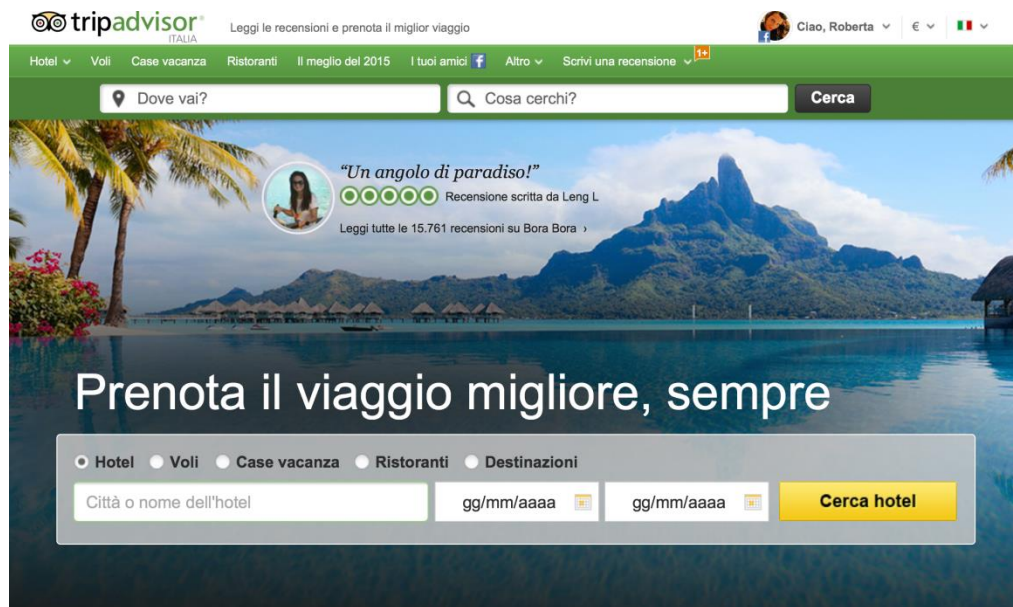 tripadvisor®
ITALIA
Leggi le recensioni e prenota il miglior viaggio
Ciao, Roberta
€
Hotel Voli Case vacanza Ristoranti Il meglio del 2015 I tuoi amici f Altro Scrivi una recensione 1+
Dove vai? Cosa cerchi? Cerca
“Un angolo di paradiso!”
Recensione scritta da Leng L
Leggi tutte le 15.761 recensioni su Bora Bora ›
Prenota il viaggio migliore, sempre
Hotel Voli Case vacanza Ristoranti Destinazioni
Città o nome dell'hotel gg/mm/aaaa gg/mm/aaaa Cerca hotel